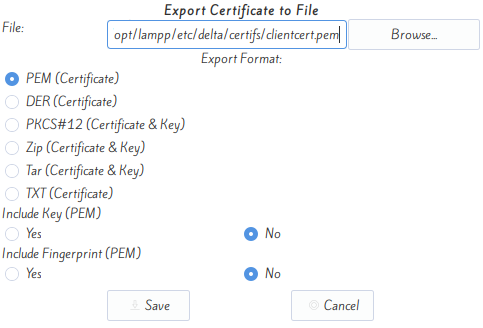 Export Certificate to File
File:
opt/lampp/etc/delta/certifs/clientcert.pem
Browse...
Export Format:
PEM (Certificate)
DER (Certificate)
PKCS#12 (Certificate & Key)
Zip (Certificate & Key)
Tar (Certificate & Key)
TXT (Certificate)
Include Key (PEM)
Yes No
Include Fingerprint (PEM)
Yes No
Save Cancel